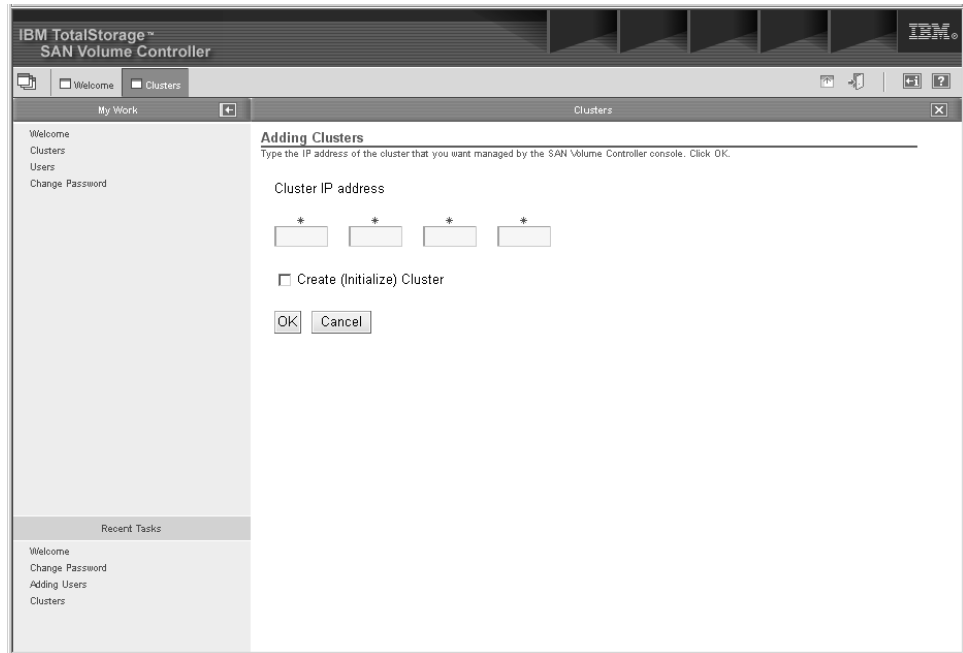 IBM TotalStorage™
SAN Volume Controller
IBM®
Welcome
Clusters
My Work
Clusters
Welcome
Clusters
Users
Change Password
Adding Clusters
Type the IP address of the cluster that you want managed by the SAN Volume Controller console. Click OK.
Cluster IP address
* * * *
Create (Initialize) Cluster
OK Cancel
Recent Tasks
Welcome
Change Password
Adding Users
Clusters